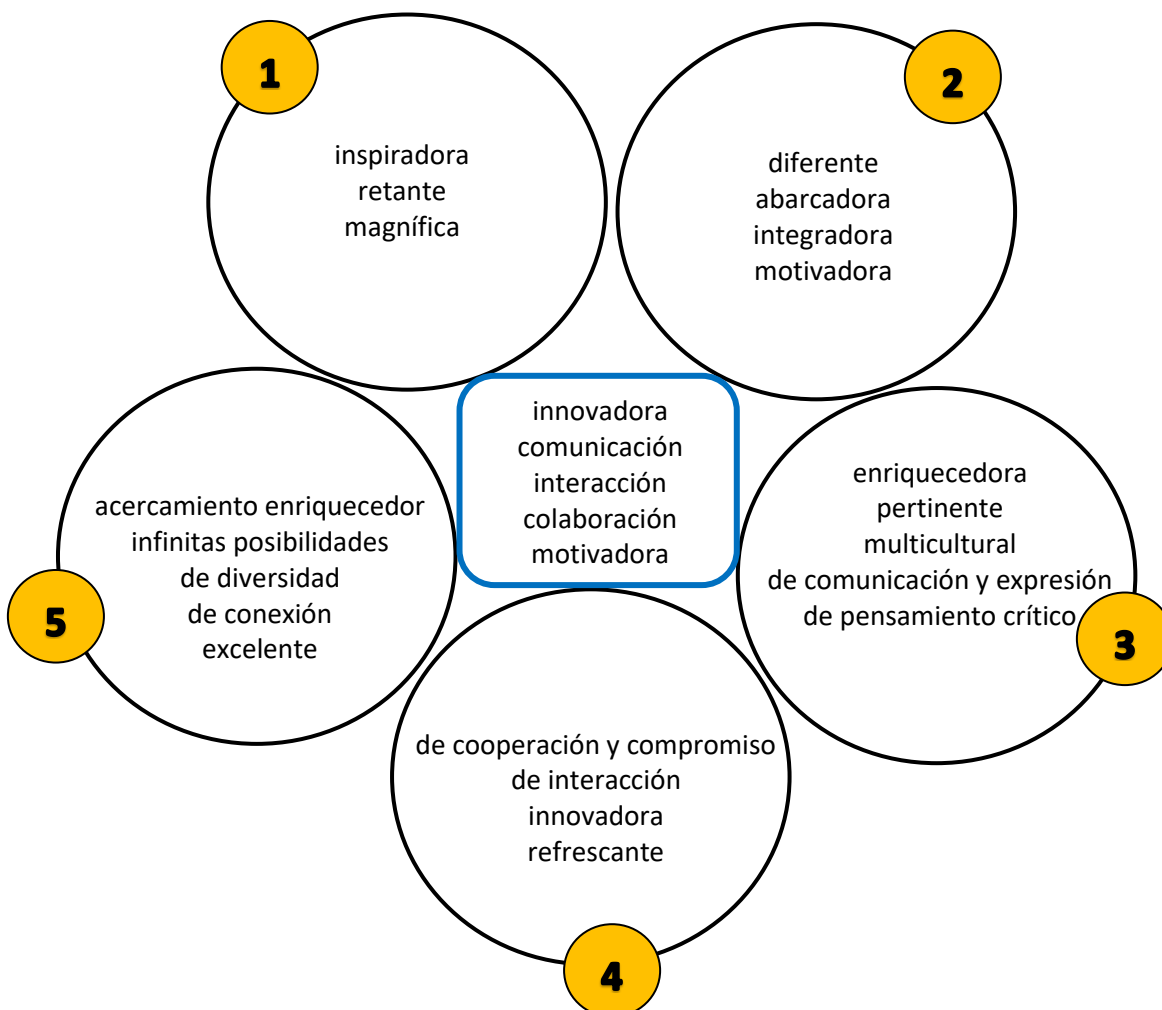 1
inspiradora
retante
magnífica
2
diferente
abarcadora
integradora
motivadora
innovadora
comunicación
interacción
colaboración
motivadora
3
enriquecedora
pertinente
multicultural
de comunicación y expresión
de pensamiento crítico
4
de cooperación y compromiso
de interacción
innovadora
refrescante
5
acercamiento enriquecedor
infinitas posibilidades
de diversidad
de conexión
excelente